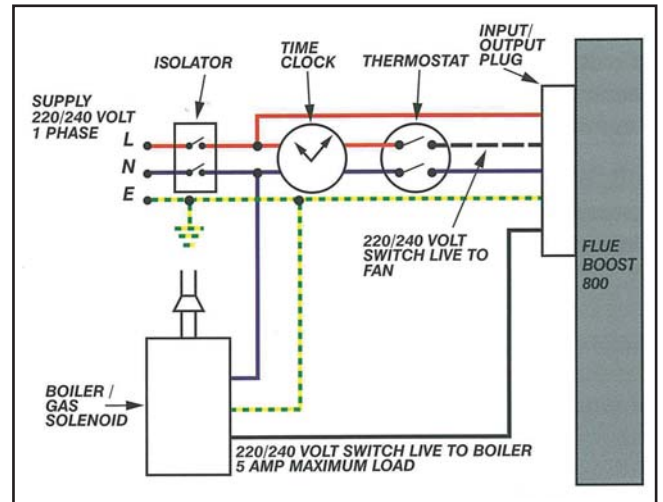 INPUT/
OUTPUT
PLUG
TIME
CLOCK
ISOLATOR
THERMOSTAT
SUPPLY
220/240 VOLT
1 PHASE
L
N
E
220/240 VOLT
SWITCH LIVE TO
FAN
FLUE
BOOST
800
BOILER /
GAS
SOLENOID
220/240 VOLT SWITCH LIVE TO BOILER
5 AMP MAXIMUM LOAD